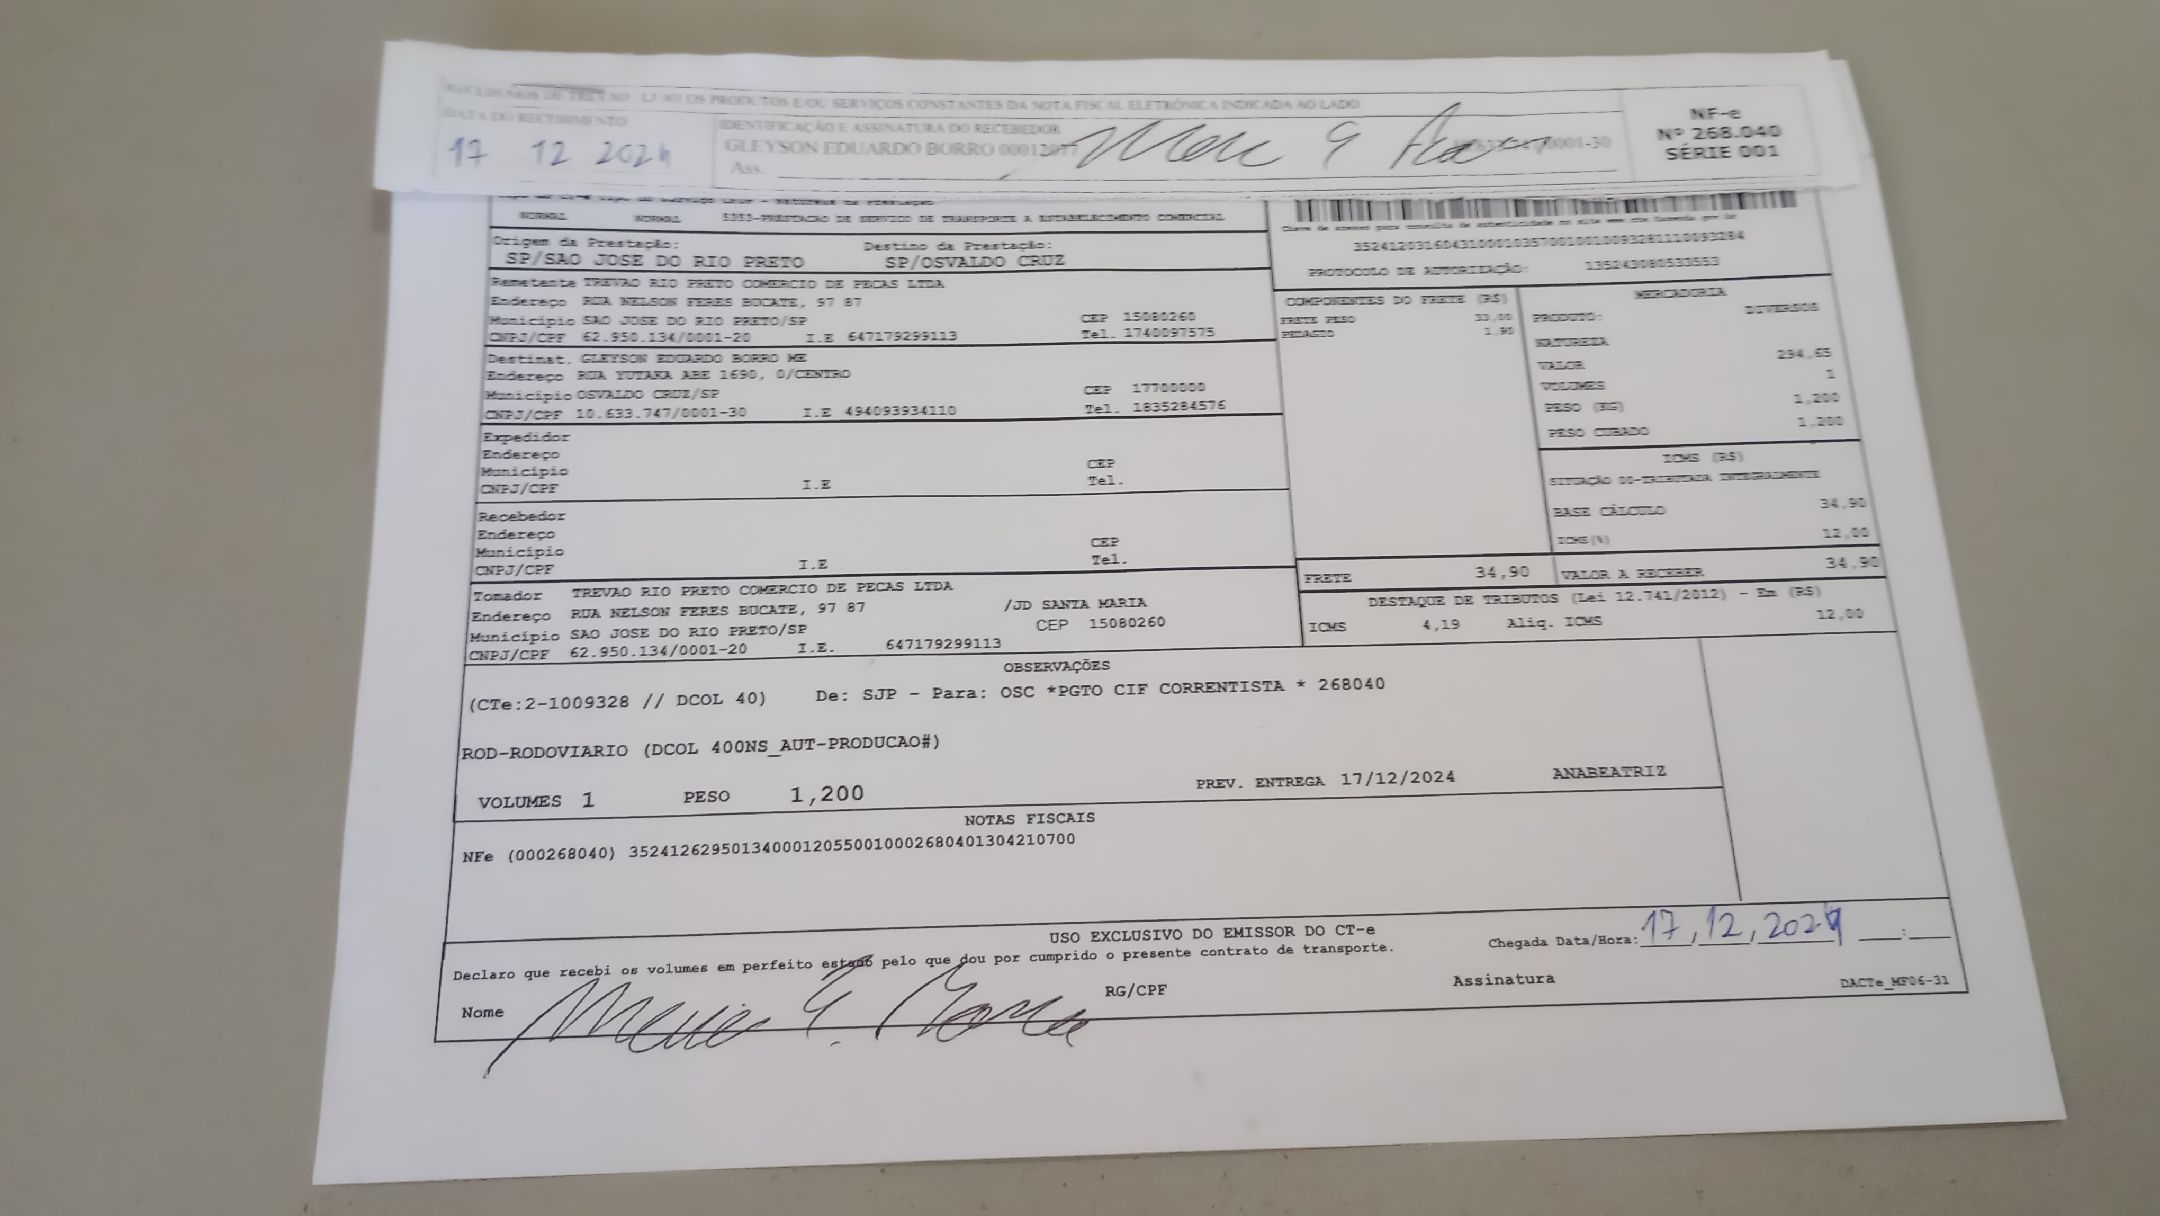 OS PRODUTOS E/OU SERVIÇOS CONSTANTES DA NOTA FISCAL ELETRÔNICA INDICADA AO LADO
DATA DO RECEBIMENTO
17 12 2024
IDENTIFICAÇÃO E ASSINATURA DO RECEBEDOR
GLEYSON EDUARDO BORRO
Ass.
NF-e
Nº 268.040
SÉRIE 001
NORMAL NORMAL 5353-PRESTACAO DE SERVICO DE TRANSPORTE A ESTABELECIMENTO COMERCIAL
Origem da Prestação: Destino da Prestação:
SP/SAO JOSE DO RIO PRETO SP/OSVALDO CRUZ
Remetente TREVAO RIO PRETO COMERCIO DE PECAS LTDA
Endereço RUA NELSON FERES BUCATE, 97 87
Município SAO JOSE DO RIO PRETO/SP CEP 15080260
CNPJ/CPF 62.950.134/0001-20 I.E 647179299113 Tel. 1740097575
Destinat. GLEYSON EDUARDO BORRO ME
Endereço RUA YUTAKA ABE 1690, 0/CENTRO
Município OSVALDO CRUZ/SP CEP 17700000
CNPJ/CPF 10.633.747/0001-30 I.E 494093934110 Tel. 1835284576
Expedidor
Endereço
Município CEP
CNPJ/CPF I.E Tel.
Recebedor
Endereço
Município CEP
CNPJ/CPF I.E Tel.
Tomador TREVAO RIO PRETO COMERCIO DE PECAS LTDA
Endereço RUA NELSON FERES BUCATE, 97 87 /JD SANTA MARIA
Município SAO JOSE DO RIO PRETO/SP CEP 15080260
CNPJ/CPF 62.950.134/0001-20 I.E. 647179299113
Chave de acesso para consulta de autenticidade no site
35241203160431000103570010010093281110093284
PROTOCOLO DE AUTORIZAÇÃO: 135243080533553
COMPONENTES DO FRETE (R$)
FRETE PESO 33,00
PEDAGIO 1,90
MERCADORIA
PRODUTO: DIVERSOS
NATUREZA
VALOR 294,65
VOLUMES 1
PESO (KG) 1,200
PESO CUBADO 1,200
ICMS (R$)
SITUAÇÃO 00-TRIBUTADA INTEGRALMENTE
BASE CÁLCULO 34,90
ICMS(%) 12,00
FRETE 34,90 VALOR A RECEBER 34,90
DESTAQUE DE TRIBUTOS (Lei 12.741/2012) - Em (R$)
ICMS 4,19 Aliq. ICMS 12,00
OBSERVAÇÕES
(CTe:2-1009328 // DCOL 40) De: SJP - Para: OSC *PGTO CIF CORRENTISTA * 268040
ROD-RODOVIARIO (DCOL 400NS_AUT-PRODUCAO#)
VOLUMES 1 PESO 1,200 PREV. ENTREGA 17/12/2024 ANABEATRIZ
NOTAS FISCAIS
NFe (000268040) 35241262950134000120550010002680401304210700
USO EXCLUSIVO DO EMISSOR DO CT-e
Declaro que recebi os volumes em perfeito estado pelo que dou por cumprido o presente contrato de transporte.
Chegada Data/Hora: 17,12,2024 __:__
Nome RG/CPF Assinatura DACTe_MF06-31